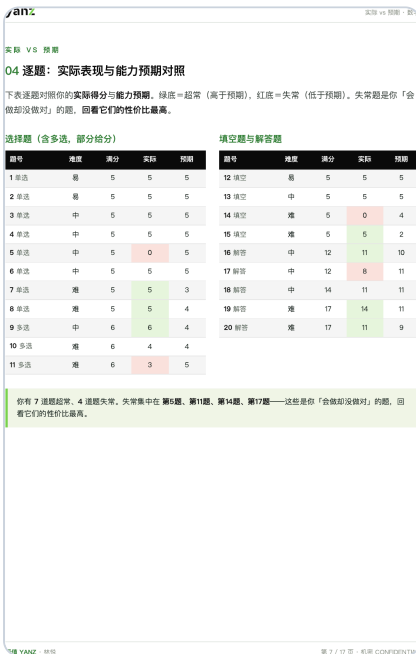 yanz
实际 vs 预期 ·
实际 VS 预期
04 逐题：实际表现与能力预期对照
下表逐题对照你的实际得分与能力预期。绿底＝超常（高于预期），红底＝失常（低于预期）。失常题是你「会
做却没做对」的题，回看它们的性价比最高。
选择题（含多选，部分给分）
题号 难度 满分 实际 预期
1 单选 易 5 5 5
2 单选 易 5 5 5
3 单选 中 5 5 5
4 单选 中 5 5 5
5 单选 中 5 0 5
6 单选 中 5 5 5
7 单选 难 5 5 3
8 单选 难 5 5 4
9 多选 中 6 6 4
10 多选 难 6 4 4
11 多选 难 6 3 5
填空题与解答题
题号 难度 满分 实际 预期
12 填空 易 5 5 5
13 填空 中 5 5 5
14 填空 难 5 0 4
15 填空 难 5 5 2
16 解答 中 12 11 10
17 解答 中 12 8 11
18 解答 中 14 11 11
19 解答 难 17 14 11
20 解答 难 17 11 9
你有 7 道题超常、4 道题失常。失常集中在 第5题、第11题、第14题、第17题——这些是你「会做却没做对」的题，回
看它们的性价比最高。
YANZ ·
第 7 / 17 页 · 机密 CONFIDENTIA